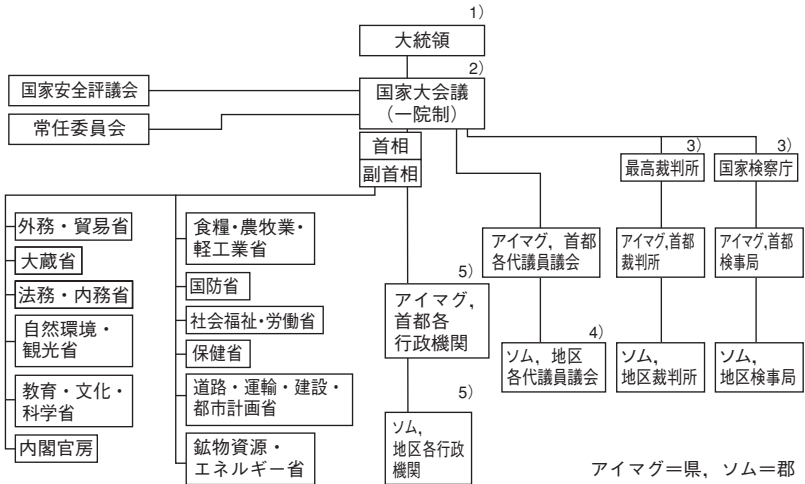 1)
大統領
2)
国家大会議
(一院制)
国家安全評議会
常任委員会
首相
副首相
3)
最高裁判所
3)
国家検察庁
外務・貿易省
大蔵省
法務・内務省
自然環境・
観光省
教育・文化・
科学省
内閣官房
食糧・農牧業・
軽工業省
国防省
社会福祉・労働省
保健省
道路・運輸・建設・
都市計画省
鉱物資源・
エネルギー省
5)
アイマグ,
首都各
行政機関
5)
ソム,
地区各行政
機関
アイマグ, 首都
各代議員議会
4)
ソム, 地区
各代議員議会
アイマグ,首都
裁判所
ソム,
地区裁判所
アイマグ,首都
検事局
ソム,
地区検事局
アイマグ=県, ソム=郡